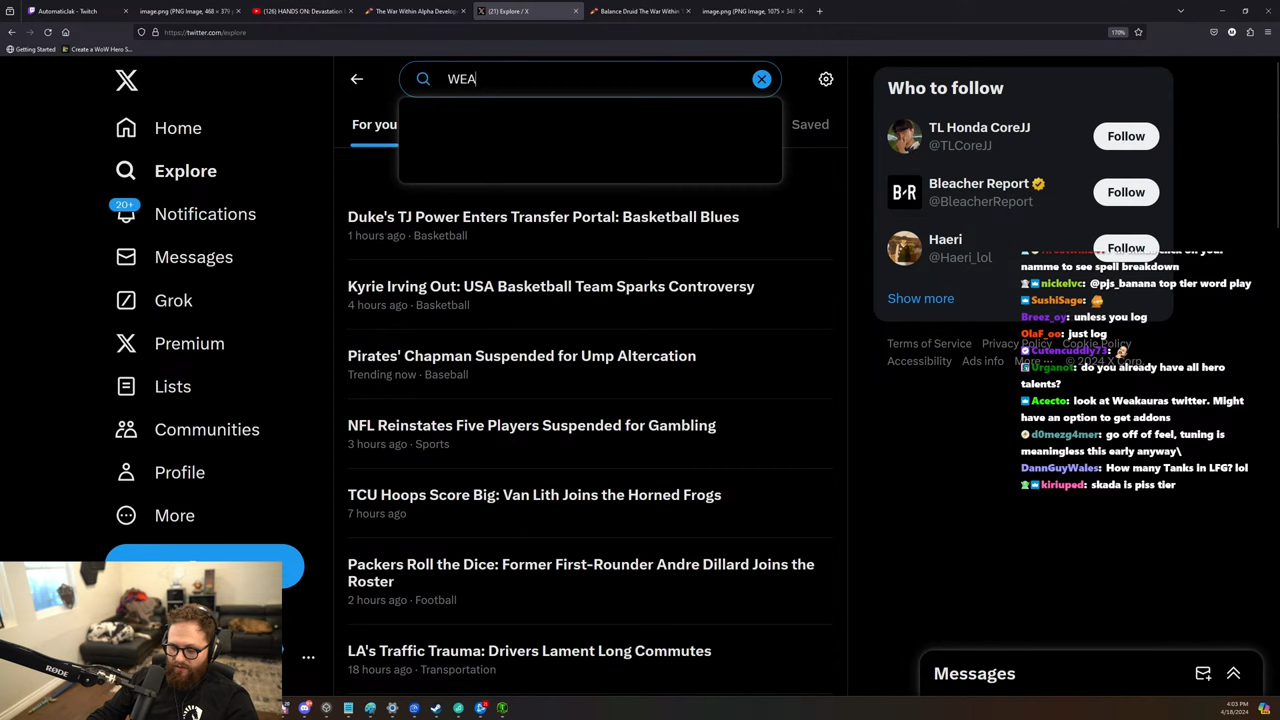 AutomaticJak - Twitch
image.png (PNG Image, 468 × 379 p
(126) HANDS ON: Devastation
The War Within Alpha Develop
(21) Explore / X
Balance Druid The War Within
image.png (PNG Image, 1075 × 348
https://twitter.com/explore
170%
Getting Started
Create a WoW Hero S...
WEA
For you
Saved
Home
Explore
20+
Notifications
Messages
Grok
Premium
Lists
Communities
Profile
More
Duke's TJ Power Enters Transfer Portal: Basketball Blues
1 hours ago · Basketball
Kyrie Irving Out: USA Basketball Team Sparks Controversy
4 hours ago · Basketball
Pirates' Chapman Suspended for Ump Altercation
Trending now · Baseball
NFL Reinstates Five Players Suspended for Gambling
3 hours ago · Sports
TCU Hoops Score Big: Van Lith Joins the Horned Frogs
7 hours ago
Packers Roll the Dice: Former First-Rounder Andre Dillard Joins the
Roster
2 hours ago · Football
LA's Traffic Trauma: Drivers Lament Long Commutes
18 hours ago · Transportation
Who to follow
TL Honda CoreJJ
@TLCoreJJ
Follow
B·R
Bleacher Report
@BleacherReport
Follow
Haeri
@Haeri_lol
Follow
Show more
Terms of Service Privacy Policy Cookie Policy
Accessibility Ads info More ··· © 2024 X Corp.
namme to see spell breakdown
nickelvc: @pjs_banana top tier word play
SushiSage:
Breez_oy: unless you log
OlaF_oo: just log
Cutencuddly73:
Urganot: do you already have all hero
talents?
Acecto: look at Weakauras twitter. Might
have an option to get addons
d0mezg4mer: go off of feel, tuning is
meaningless this early anyway\
DannGuyWales: How many Tanks in LFG? lol
kiriuped: skada is piss tier
Messages
RØDE
4:03 PM
4/18/2024